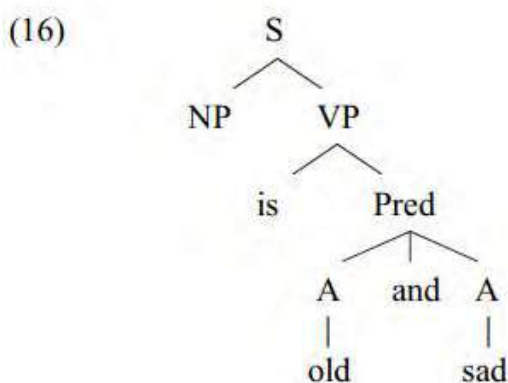 (16) S
NP VP
is Pred
A and A
old sad